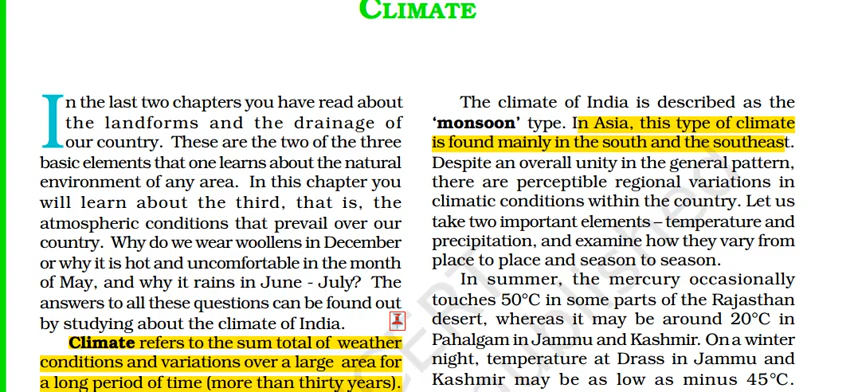 CLIMATE
In the last two chapters you have read about
the landforms and the drainage of
our country. These are the two of the three
basic elements that one learns about the natural
environment of any area. In this chapter you
will learn about the third, that is, the
atmospheric conditions that prevail over our
country. Why do we wear woollens in December
or why it is hot and uncomfortable in the month
of May, and why it rains in June - July? The
answers to all these questions can be found out
by studying about the climate of India.
Climate refers to the sum total of weather
conditions and variations over a large area for
a long period of time (more than thirty years).
The climate of India is described as the
‘monsoon’ type. In Asia, this type of climate
is found mainly in the south and the southeast.
Despite an overall unity in the general pattern,
there are perceptible regional variations in
climatic conditions within the country. Let us
take two important elements – temperature and
precipitation, and examine how they vary from
place to place and season to season.
In summer, the mercury occasionally
touches 50°C in some parts of the Rajasthan
desert, whereas it may be around 20°C in
Pahalgam in Jammu and Kashmir. On a winter
night, temperature at Drass in Jammu and
Kashmir may be as low as minus 45°C.